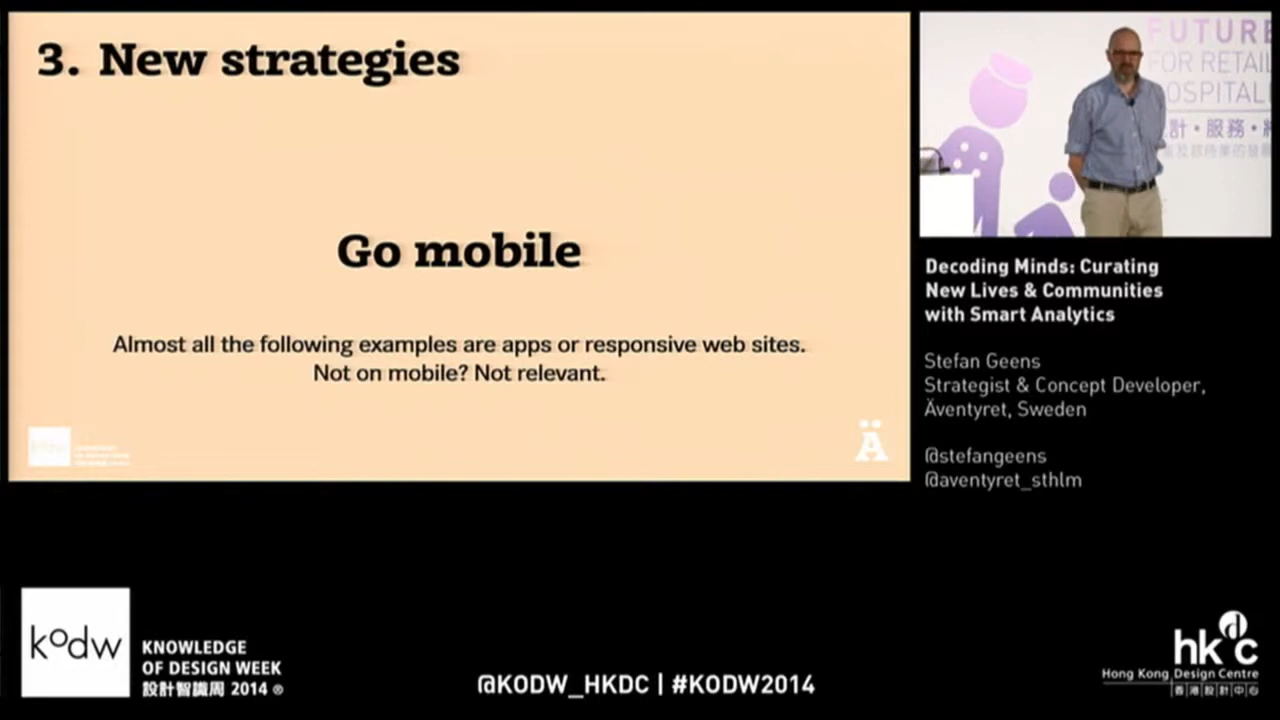 3. New strategies
Go mobile
Almost all the following examples are apps or responsive web sites.
Not on mobile? Not relevant.
Ä
FUTURE
FOR RETAIL
HOSPITALI
計・服務・
Decoding Minds: Curating
New Lives & Communities
with Smart Analytics
Stefan Geens
Strategist & Concept Developer,
Äventyret, Sweden
@stefangeens
@aventyret_sthlm
kodw
KNOWLEDGE
OF DESIGN WEEK
設計智識周 2014 ®
@KODW_HKDC | #KODW2014
hkdc
Hong Kong Design Centre
香港設計中心